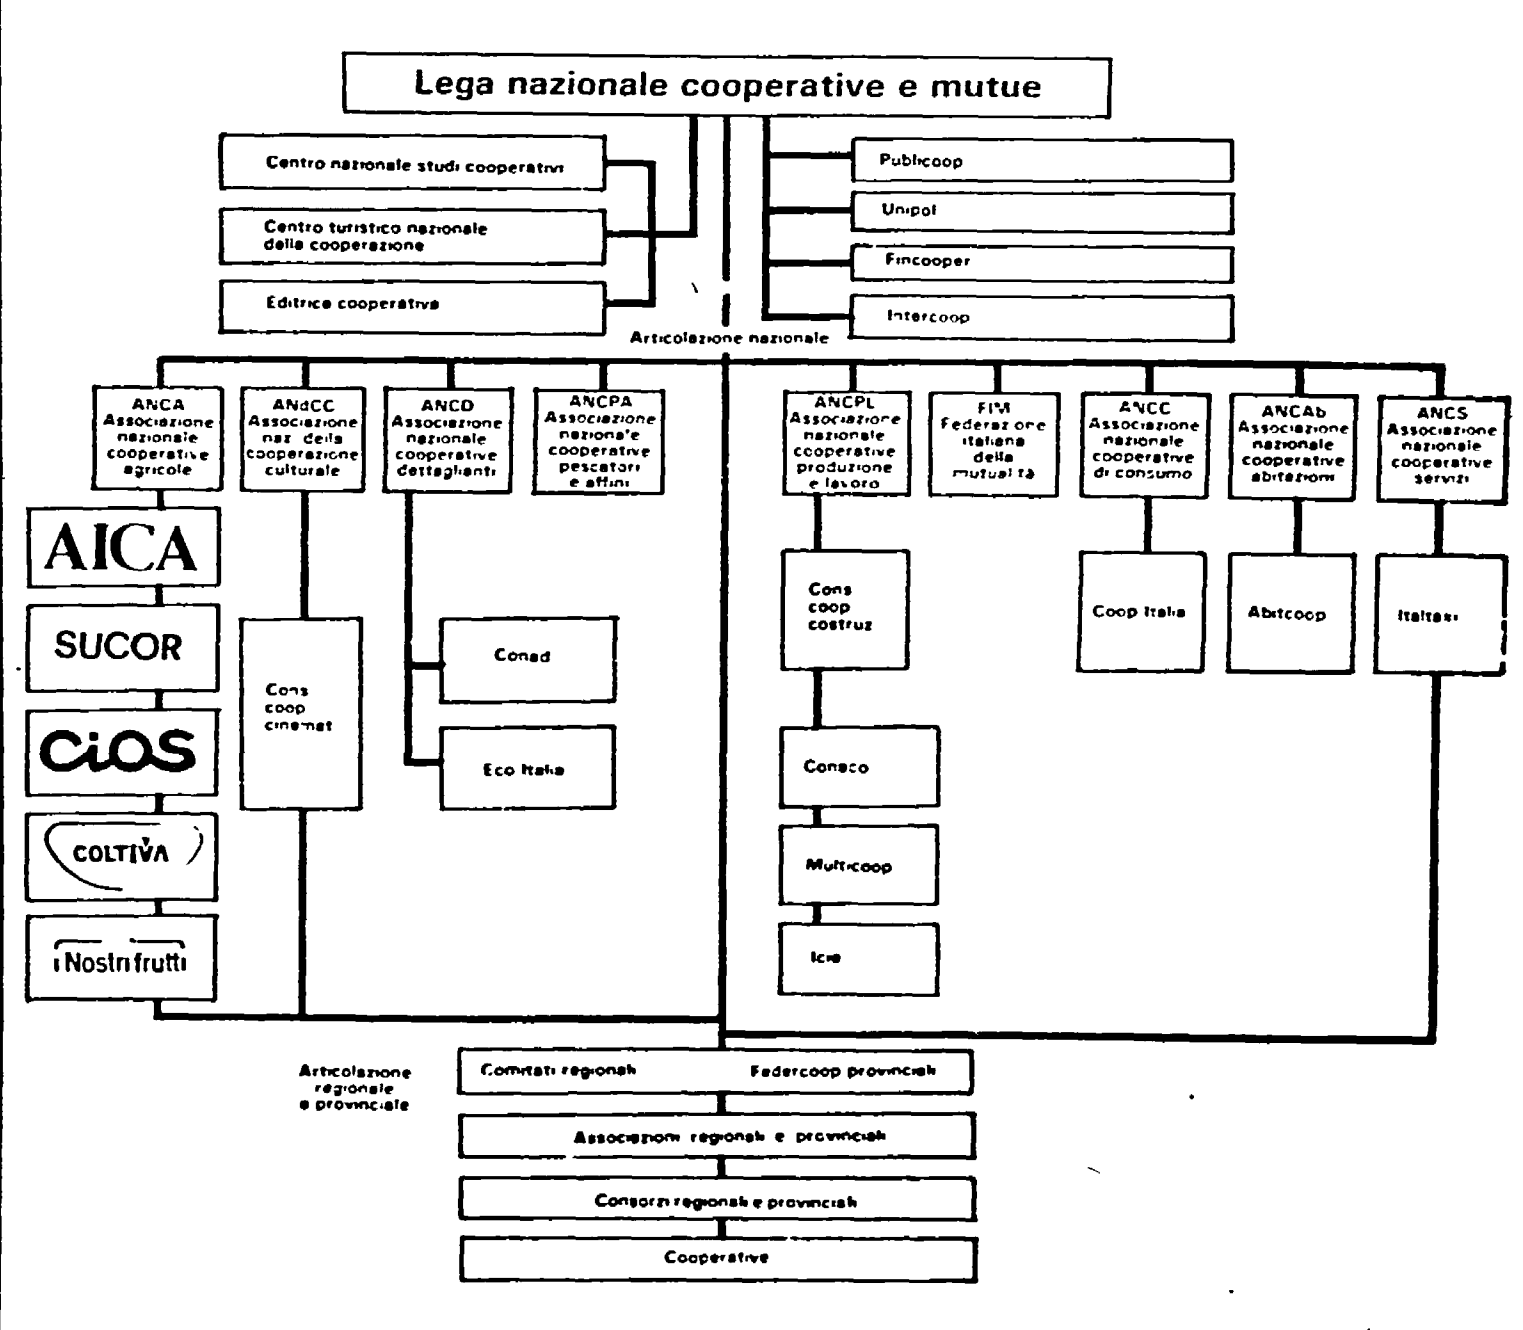 Lega nazionale cooperative e mutue
Centro nazionale studi cooperativi
Centro turistico nazionale
della cooperazione
Editrice cooperativa
Publicoop
Unipol
Fincooper
Intercoop
Articolazione nazionale
ANCA
Associazione
nazionale
cooperative
agricole
ANdCC
Associazione
naz della
cooperazione
culturale
ANCD
Associazione
nazionale
cooperative
dettaglianti
ANCPA
Associazione
nazionale
cooperative
pescatori
e affini
ANCPL
Associazione
nazionale
cooperative
produzione
e lavoro
FIM
Federazione
italiana
della
mutualità
ANCC
Associazione
nazionale
cooperative
di consumo
ANCAb
Associazione
nazionale
cooperative
abitazioni
ANCS
Associazione
nazionale
cooperative
servizi
AICA
SUCOR
CiOS
COLTIVA
i Nostri frutti
Cons
coop
cinemat
Conad
Eco Italia
Cons
coop
costruz
Conaco
Multicoop
Icie
Coop Italia
Abitcoop
Italtaxi
Articolazione
regionale
e provinciale
Comitati regionali Federcoop provinciali
Associazioni regionali e provinciali
Consorzi regionali e provinciali
Cooperative